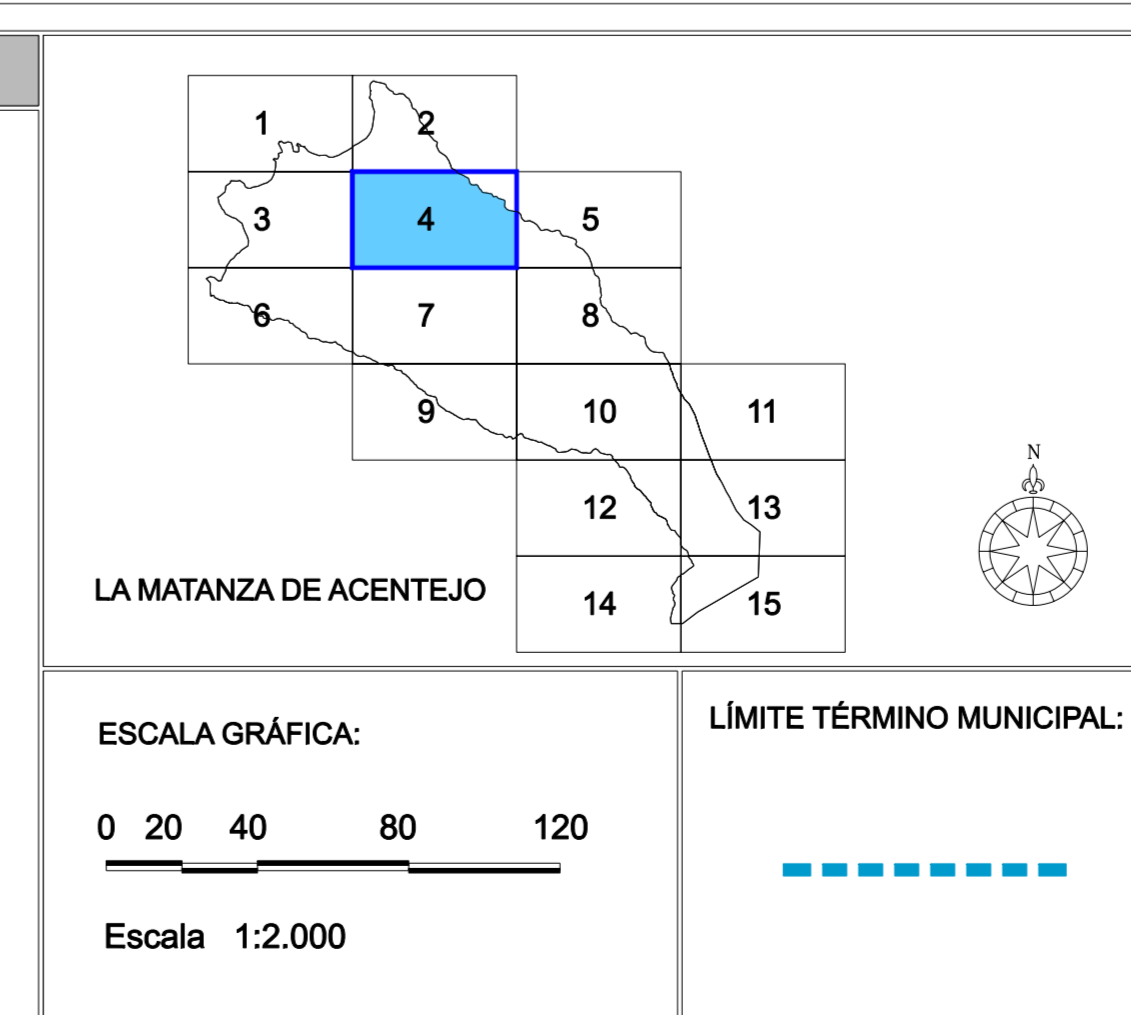 1 2
3 4 5
6 7 8
9 10 11
N
12 13
LA MATANZA DE ACENTEJO
14 15
ESCALA GRÁFICA:
0 20 40 80 120
Escala 1:2.000
LÍMITE TÉRMINO MUNICIPAL: